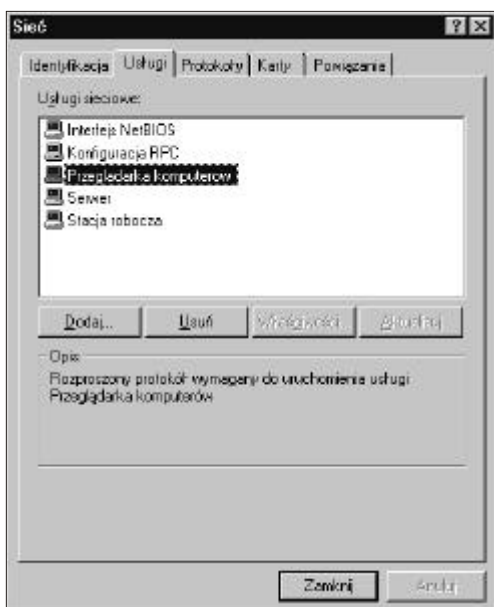 Sieć
Identyfikacja Usługi Protokoły Karty Powiązania
Usługi sieciowe:
Interfejs NetBIOS
Konfiguracja RPC
Przeglądarka komputerów
Serwer
Stacja robocza
Dodaj... Usuń Właściwości... Aktualizuj
Opis
Rozproszony protokół wymagany do uruchomienia usługi
Przeglądarka komputerów
Zamknij Anuluj